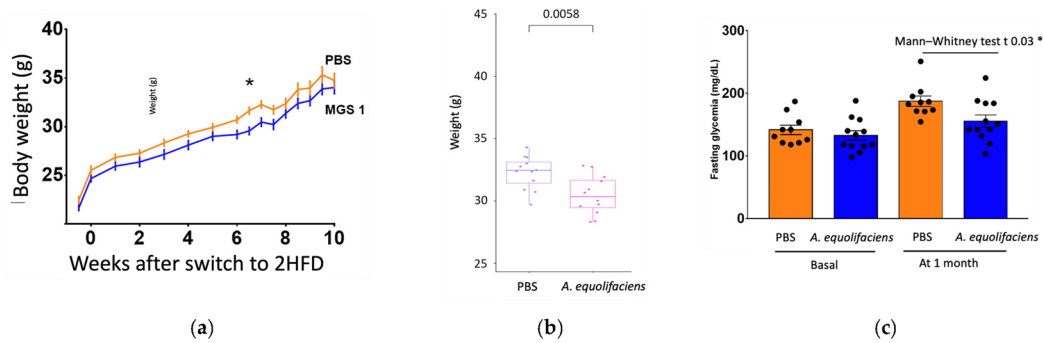 Body weight (g)
40
35
30
25
Weight (g)
*
PBS
MGS 1
0
2
4
6
8
10
Weeks after switch to 2HFD
(a)
Weight (g)
45
40
35
30
25
0.0058
PBS
A. equolifaciens
(b)
Fasting glycemia (mg/dL)
300
200
100
0
Mann–Whitney test t 0.03 *
PBS A. equolifaciens PBS A. equolifaciens
Basal At 1 month
(c)